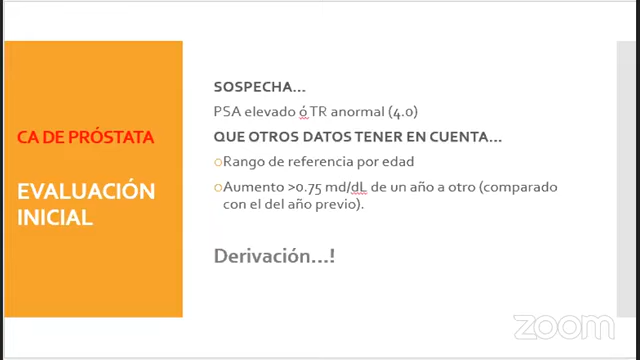 CA DE PRÓSTATA
EVALUACIÓN
INICIAL
SOSPECHA...
PSA elevado ó TR anormal (4.0)
QUE OTROS DATOS TENER EN CUENTA...
Rango de referencia por edad
Aumento >0.75 md/dL de un año a otro (comparado
con el del año previo).
Derivación...!
zoom